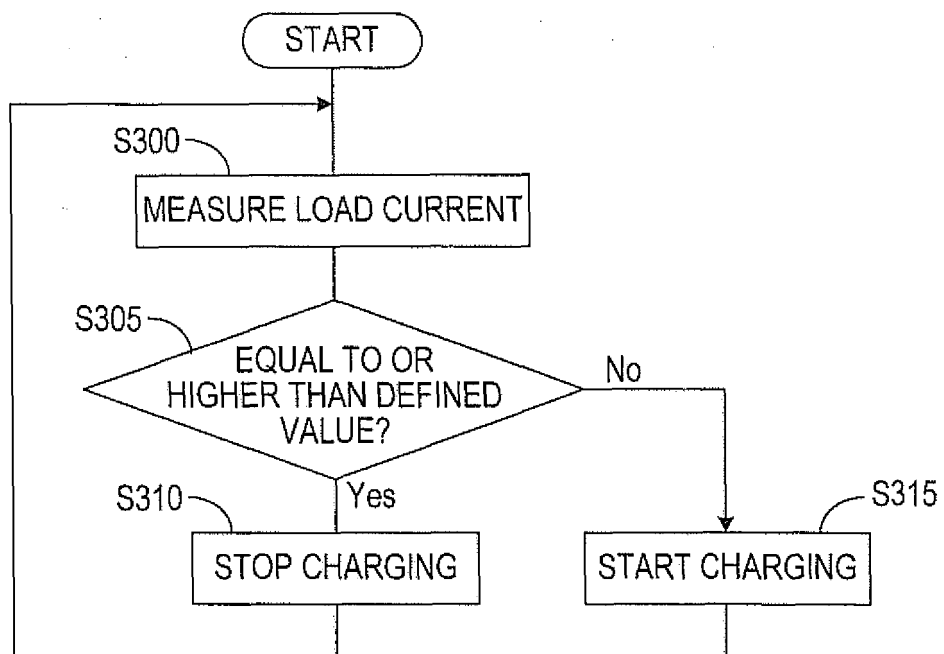 START
S300
MEASURE LOAD CURRENT
S305
EQUAL TO OR
HIGHER THAN DEFINED
VALUE?
No
Yes
S310
STOP CHARGING
S315
START CHARGING